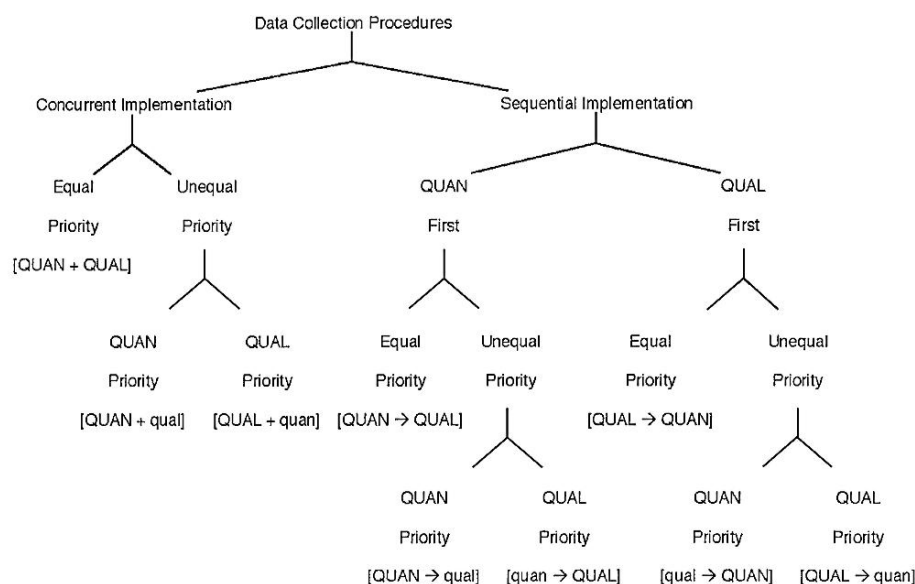 Data Collection Procedures
Concurrent Implementation
Sequential Implementation
Equal
Priority
[QUAN + QUAL]
Unequal
Priority
QUAN
Priority
[QUAN + qual]
QUAL
Priority
[QUAL + quan]
QUAN
First
Equal
Priority
[QUAN → QUAL]
Unequal
Priority
QUAN
Priority
[QUAN → qual]
QUAL
Priority
[quan → QUAL]
QUAL
First
Equal
Priority
[QUAL → QUAN]
Unequal
Priority
QUAN
Priority
[qual → QUAN]
QUAL
Priority
[QUAL → quan]